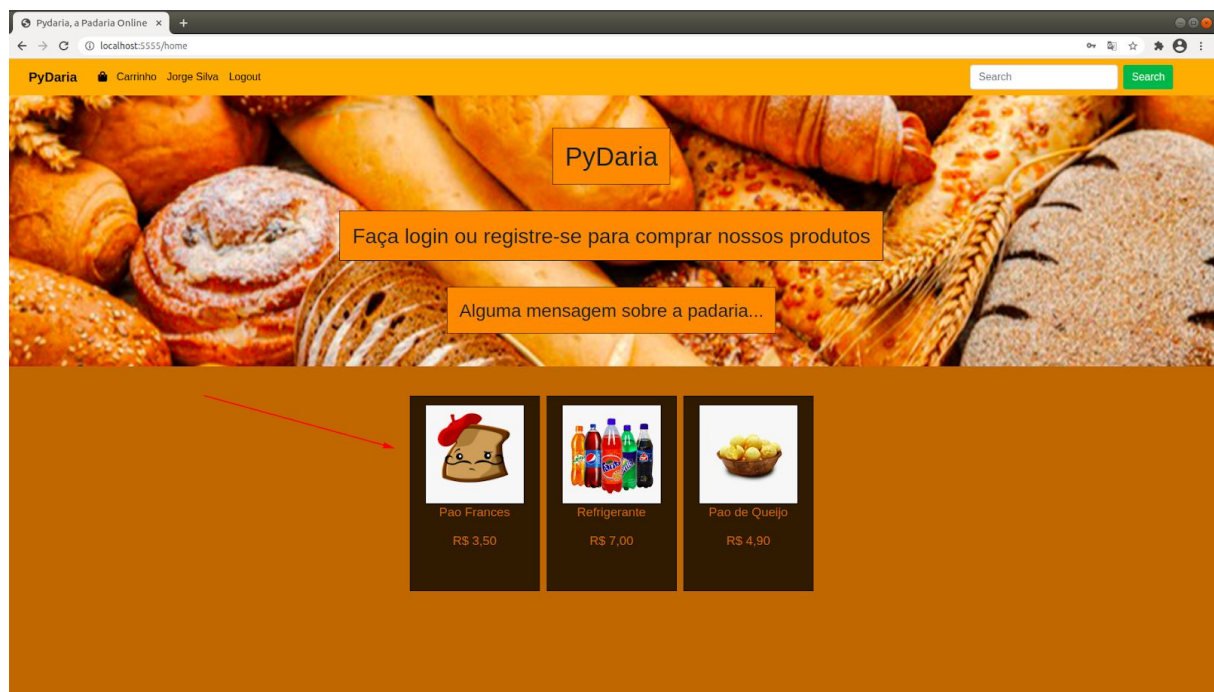 Pydaria, a Padaria Online
localhost:5555/home
PyDaria Carrinho Jorge Silva Logout Search Search
PyDaria
Faça login ou registre-se para comprar nossos produtos
Alguma mensagem sobre a padaria...
Pao Frances Refrigerante Pao de Queijo
R$ 3,50 R$ 7,00 R$ 4,90